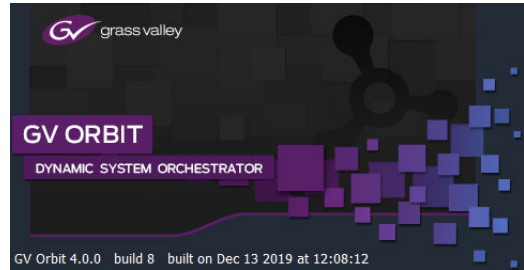 grass valley
GV ORBIT
DYNAMIC SYSTEM ORCHESTRATOR
GV Orbit 4.0.0 build 8 built on Dec 13 2019 at 12:08:12